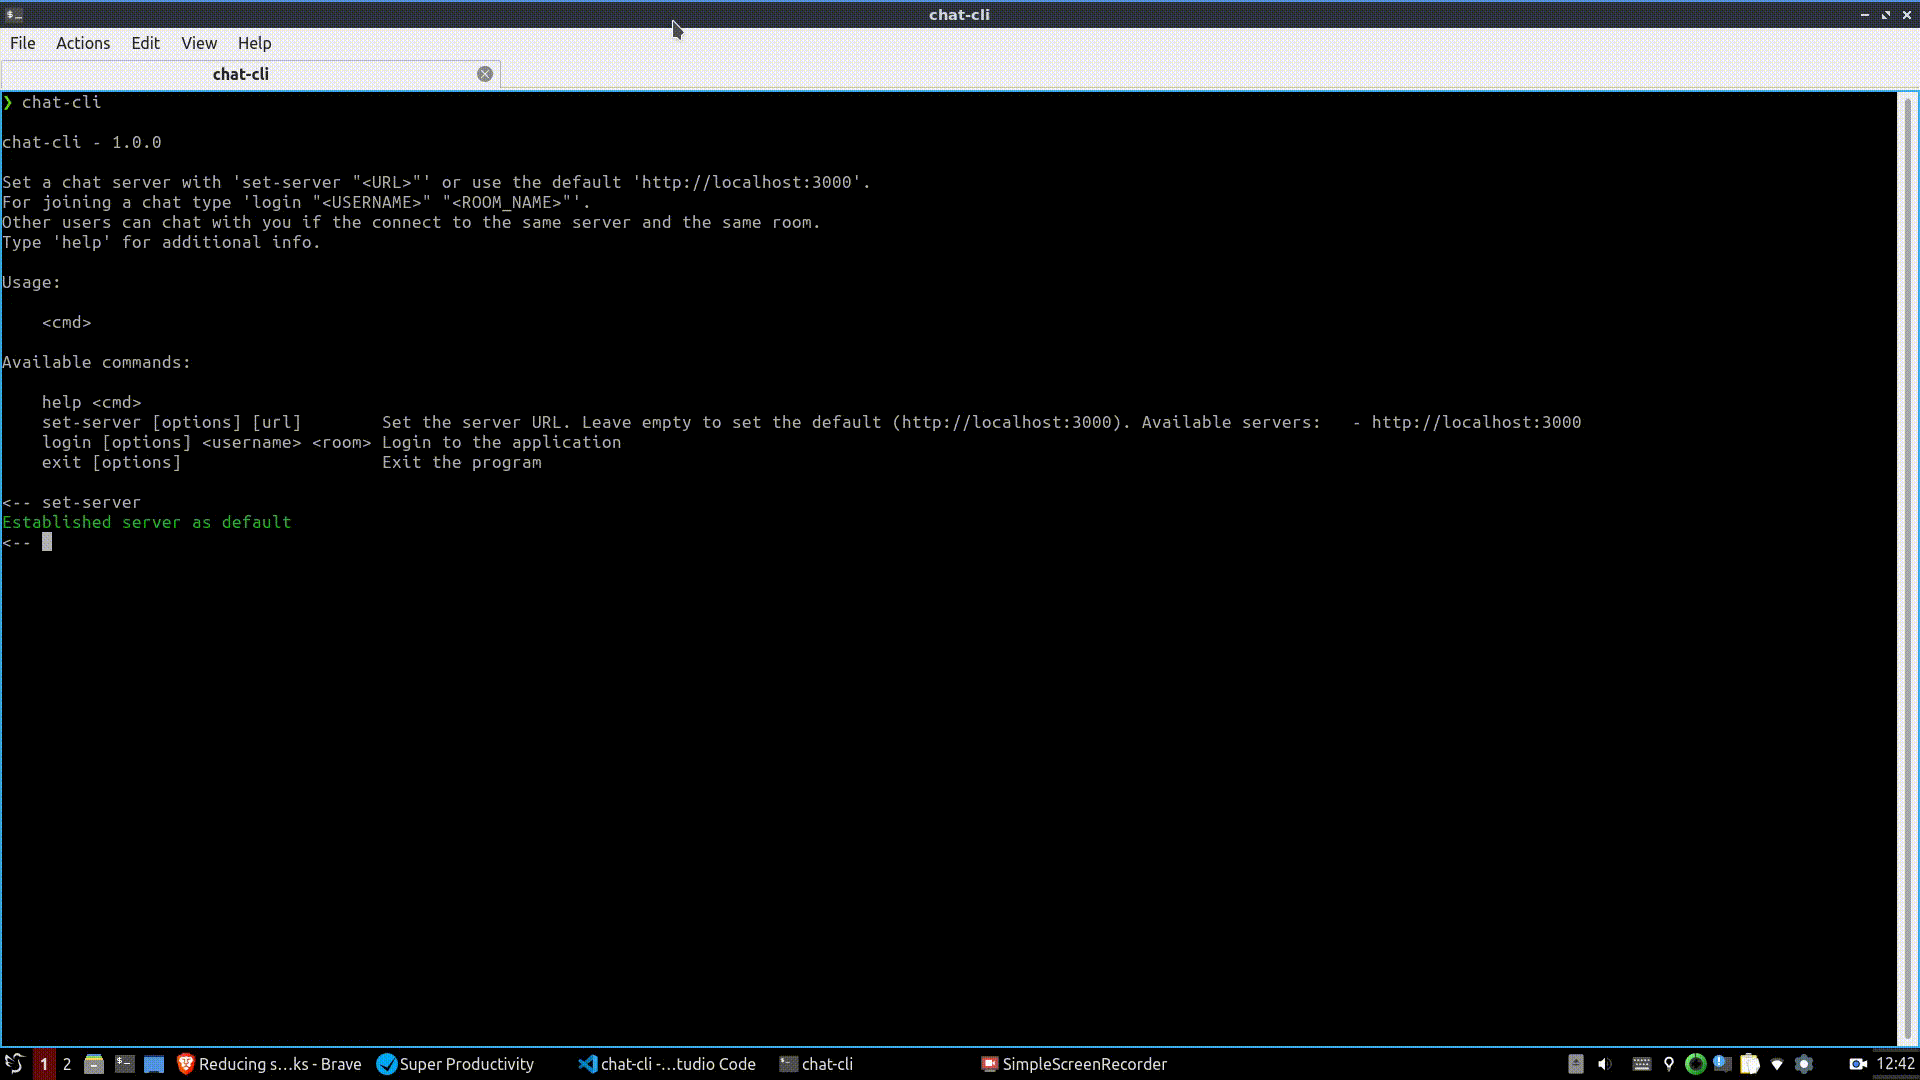 chat-cli
File Actions Edit View Help
chat-cli
❯ chat-cli
chat-cli - 1.0.0
Set a chat server with 'set-server "<URL>"' or use the default 'http://localhost:3000'.
For joining a chat type 'login "<USERNAME>" "<ROOM_NAME>"'.
Other users can chat with you if the connect to the same server and the same room.
Type 'help' for additional info.
Usage:
<cmd>
Available commands:
help <cmd>
set-server [options] [url] Set the server URL. Leave empty to set the default (http://localhost:3000). Available servers: - http://localhost:3000
login [options] <username> <room> Login to the application
exit [options] Exit the program
<-- set-server
Established server as default
<--
1 2 Reducing s...ks - Brave Super Productivity chat-cli -...tudio Code chat-cli SimpleScreenRecorder 12:42